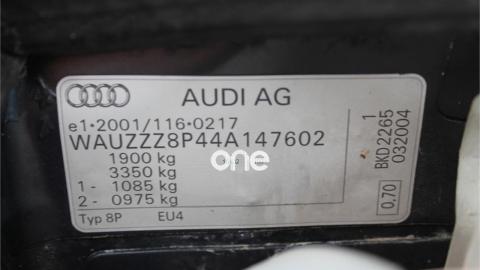 AUDI AG
e1*2001/116*0217
WAUZZZ8P44A147602
1900 kg
3350 kg
1 - 1085 kg
2 - 0975 kg
Typ 8P EU4
1
BKD2265
032004
0.70
one